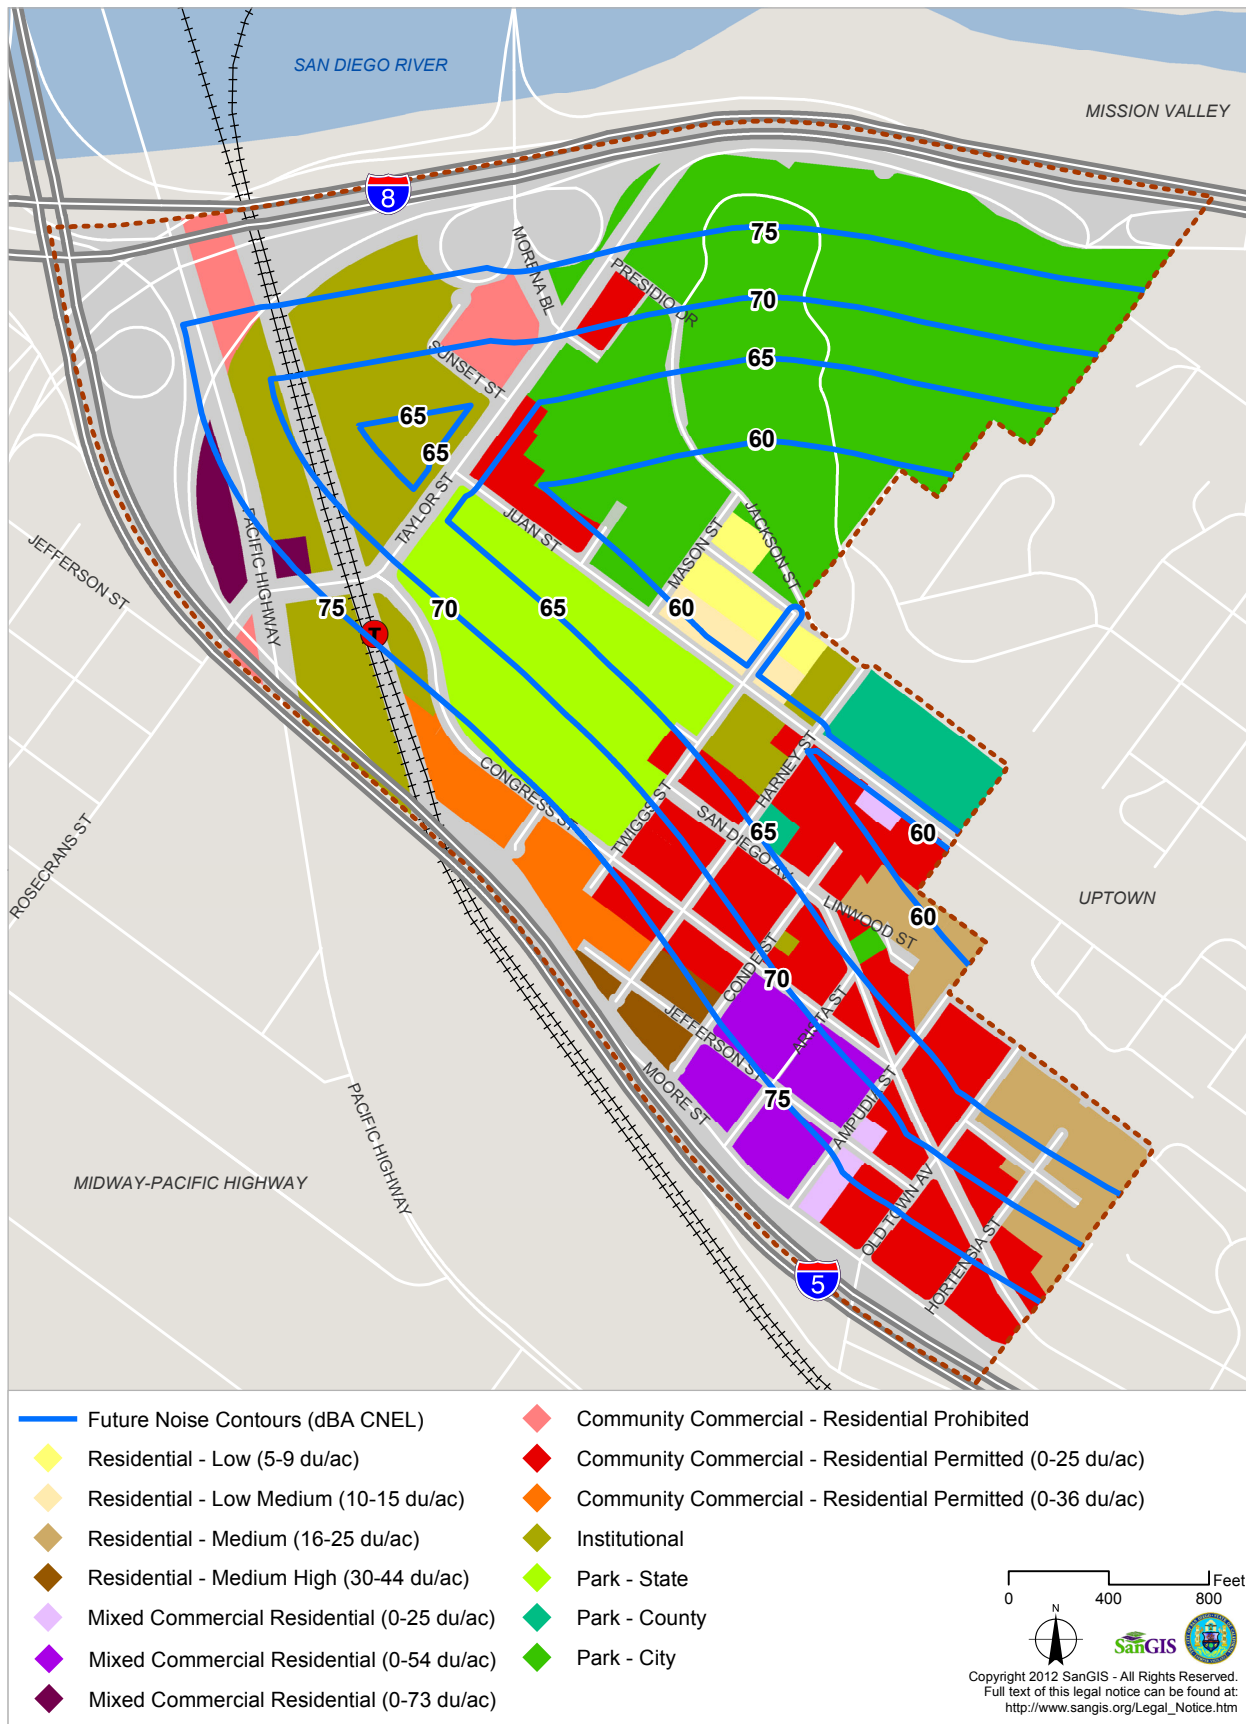 SAN DIEGO RIVER
MISSION VALLEY
8
MORENA BL
75
PRESIDIO DR
70
SUNSET ST
65
65
65
60
TAYLOR ST
JUAN ST
JACKSON ST
MASON ST
PACIFIC HIGHWAY
JEFFERSON ST
75
70
65
60
T
CONGRESS ST
TWIGGS ST
HARNEY ST
SAN DIEGO AV
65
60
ROSECRANS ST
UPTOWN
LINWOOD ST
60
CONDE ST
70
ARISTA ST
JEFFERSON ST
MOORE ST
75
AMPUDIA ST
PACIFIC HIGHWAY
MIDWAY-PACIFIC HIGHWAY
OLD TOWN AV
HORTENSIA ST
5
Future Noise Contours (dBA CNEL)
Residential - Low (5-9 du/ac)
Residential - Low Medium (10-15 du/ac)
Residential - Medium (16-25 du/ac)
Residential - Medium High (30-44 du/ac)
Mixed Commercial Residential (0-25 du/ac)
Mixed Commercial Residential (0-54 du/ac)
Mixed Commercial Residential (0-73 du/ac)
Community Commercial - Residential Prohibited
Community Commercial - Residential Permitted (0-25 du/ac)
Community Commercial - Residential Permitted (0-36 du/ac)
Institutional
Park - State
Park - County
Park - City
Feet
0 400 800
N
SanGIS
Copyright 2012 SanGIS - All Rights Reserved.
Full text of this legal notice can be found at:
http://www.sangis.org/Legal_Notice.htm